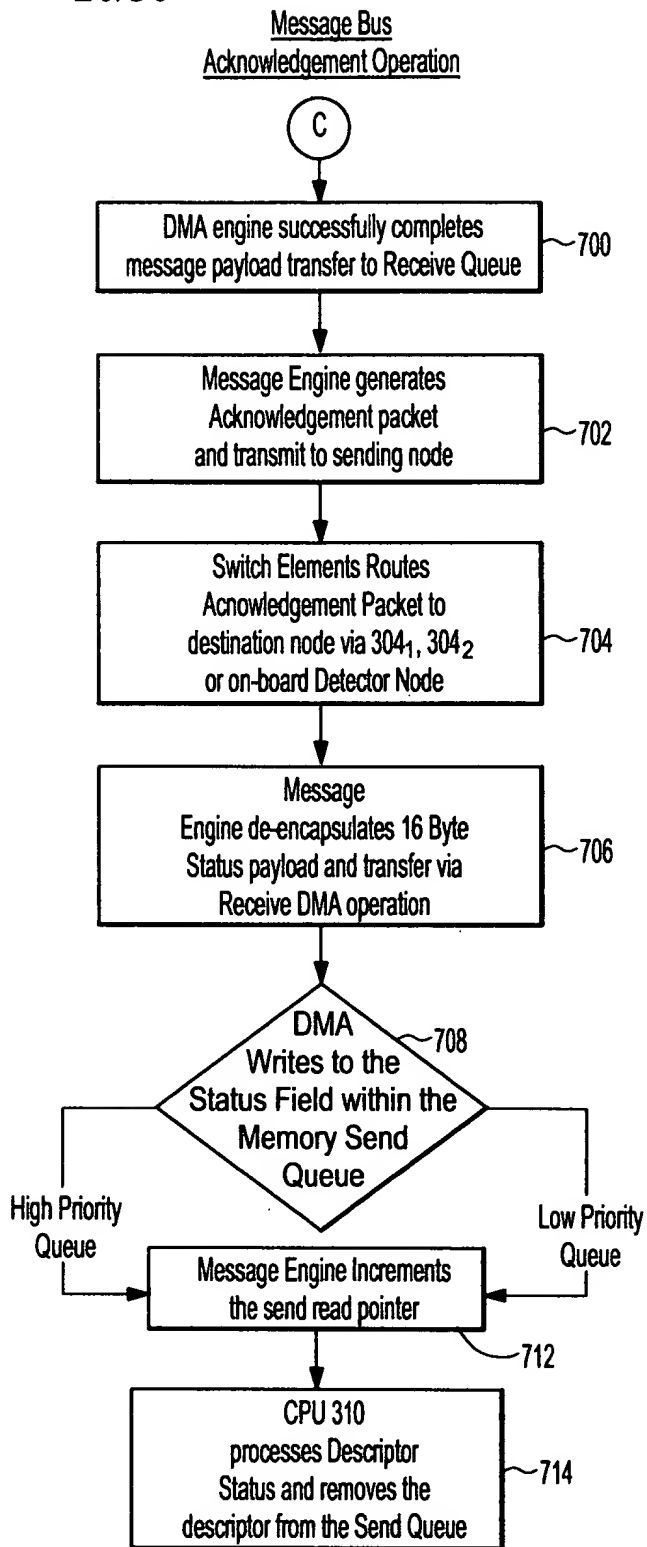 Message Bus
Acknowledgement Operation
C
DMA engine successfully completes
message payload transfer to Receive Queue
700
Message Engine generates
Acknowledgement packet
and transmit to sending node
702
Switch Elements Routes
Acnowledgement Packet to
destination node via 304₁, 304₂
or on-board Detector Node
704
Message
Engine de-encapsulates 16 Byte
Status payload and transfer via
Receive DMA operation
706
DMA
Writes to the
Status Field within the
Memory Send
Queue
708
High Priority
Queue
Low Priority
Queue
Message Engine Increments
the send read pointer
712
CPU 310
processes Descriptor
Status and removes the
descriptor from the Send Queue
714